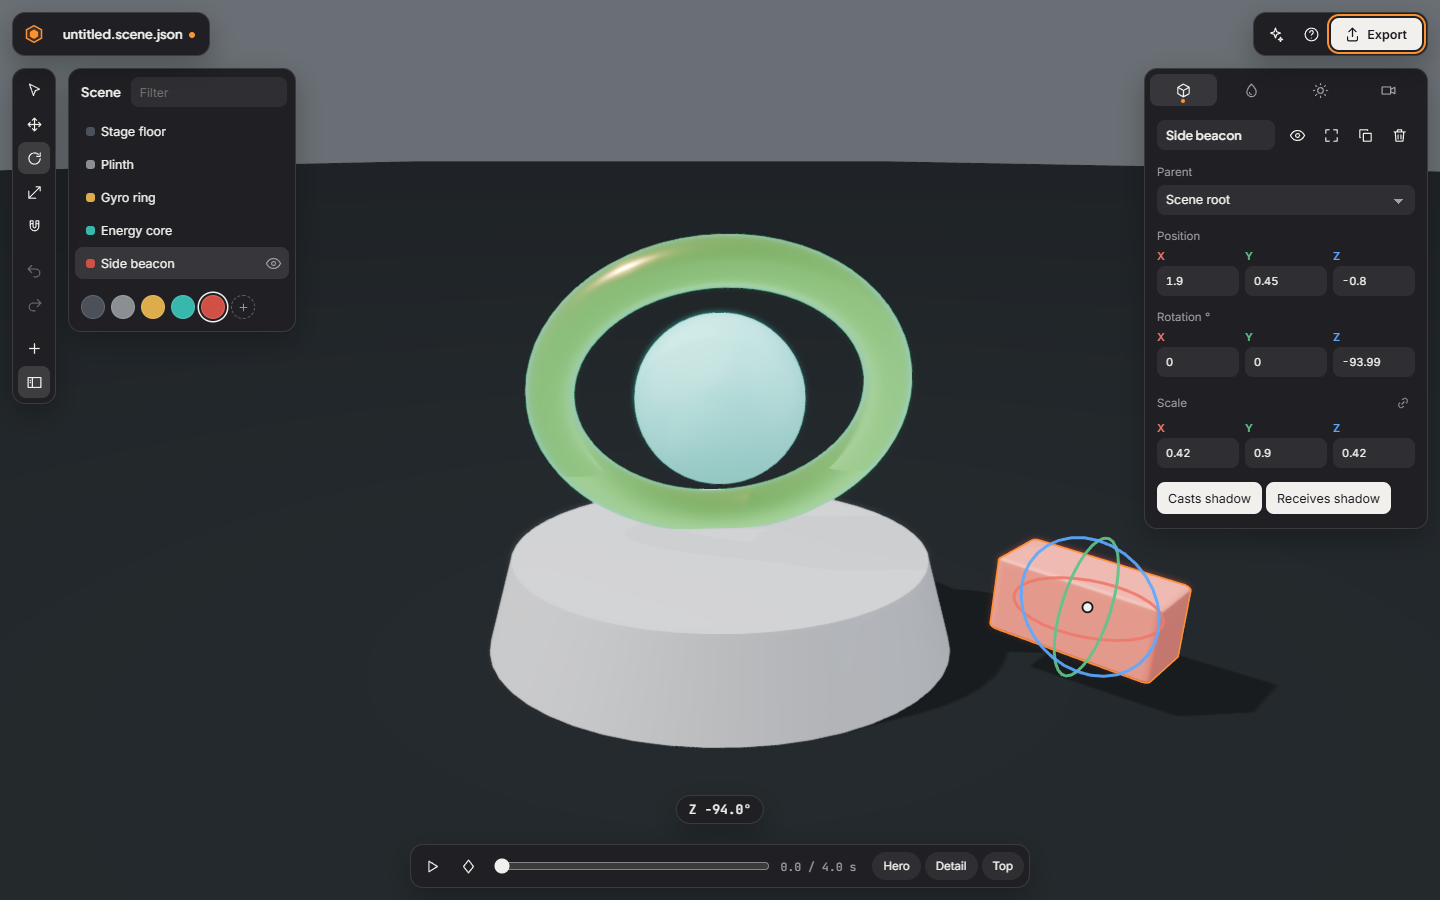 untitled.scene.json
Export
Scene
Filter
Stage floor
Plinth
Gyro ring
Energy core
Side beacon
Side beacon
Parent
Scene root
Position
X Y Z
1.9 0.45 -0.8
Rotation °
X Y Z
0 0 -93.99
Scale
X Y Z
0.42 0.9 0.42
Casts shadow Receives shadow
Z -94.0°
0.0 / 4.0 s
Hero Detail Top